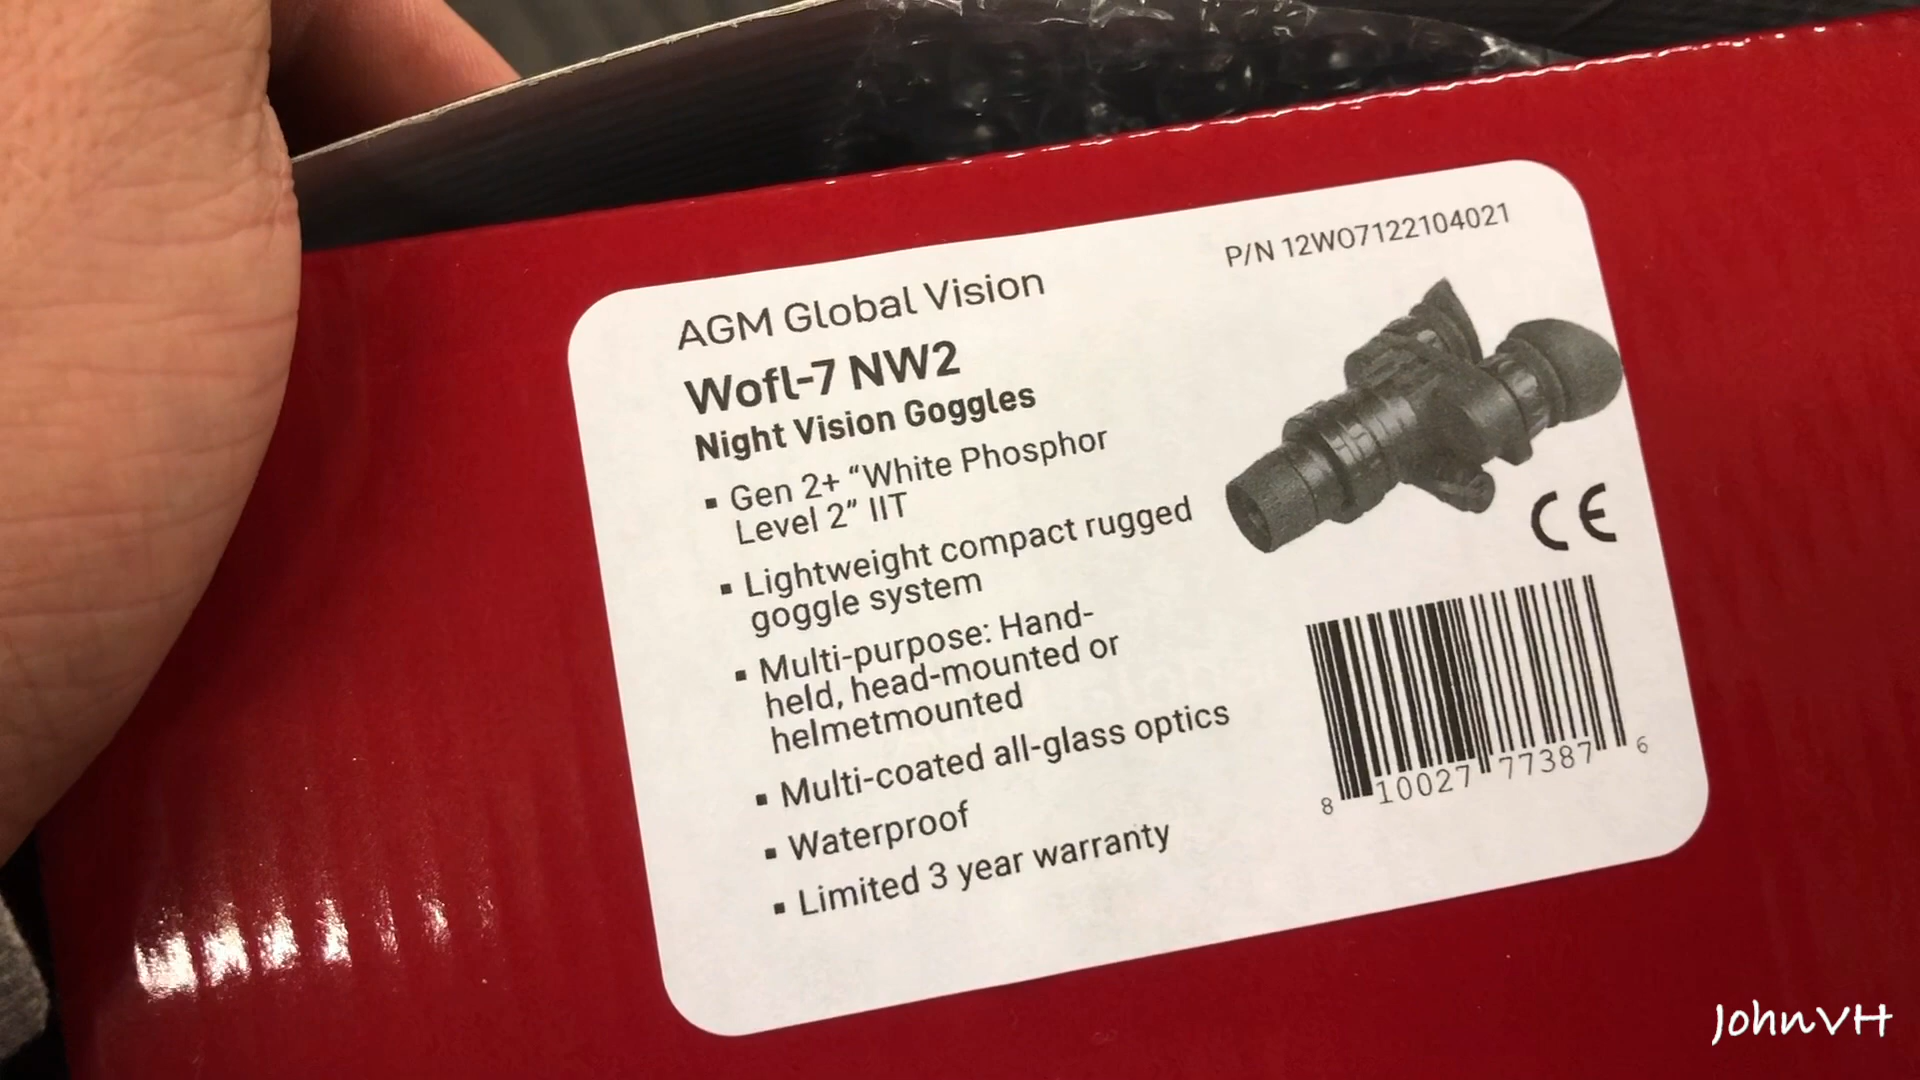 P/N 12WO7122104021
AGM Global Vision
Wofl-7 NW2
Night Vision Goggles
▪ Gen 2+ “White Phosphor
Level 2” IIT
▪ Lightweight compact rugged
goggle system
▪ Multi-purpose: Hand-
held, head-mounted or
helmetmounted
▪ Multi-coated all-glass optics
▪ Waterproof
▪ Limited 3 year warranty
CE
8 10027 77387 6
JohnVH